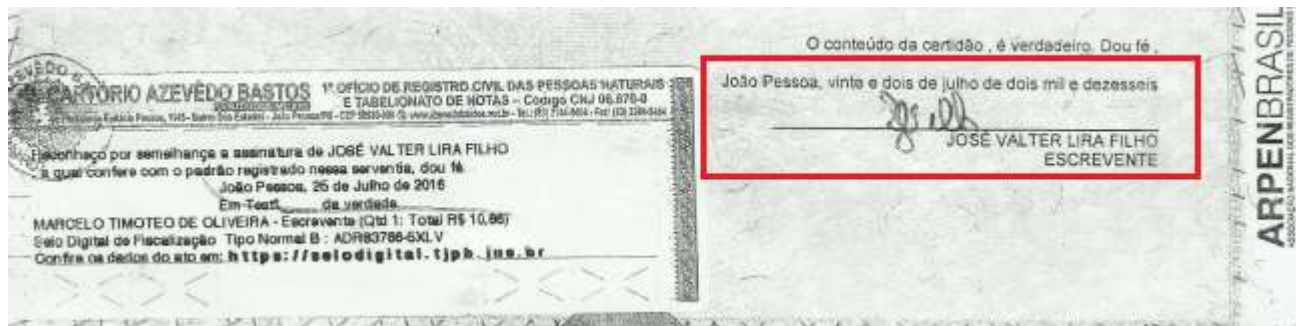 O conteúdo da certidão , é verdadeiro. Dou fé ,
João Pessoa, vinte e dois de julho de dois mil e dezesseis
JOSÉ VALTER LIRA FILHO
ESCREVENTE
CARTÓRIO AZEVÊDO BASTOS
1º OFÍCIO DE REGISTRO CIVIL DAS PESSOAS NATURAIS
E TABELIONATO DE NOTAS - Código CNJ 06.870-0
Reconheço por semelhança a assinatura de JOSÉ VALTER LIRA FILHO
a qual confere com o padrão registrado nessa serventia, dou fé.
João Pessoa, 25 de Julho de 2016
Em Test. da verdade
MARCELO TIMOTEO DE OLIVEIRA - Escrevente (Qtd 1: Total R$ 10,66)
Selo Digital de Fiscalização Tipo Normal B : ADR83766-5XLV
Confira os dados do ato em: https://selodigital.tjpb.jus.br
ARPENBRASIL